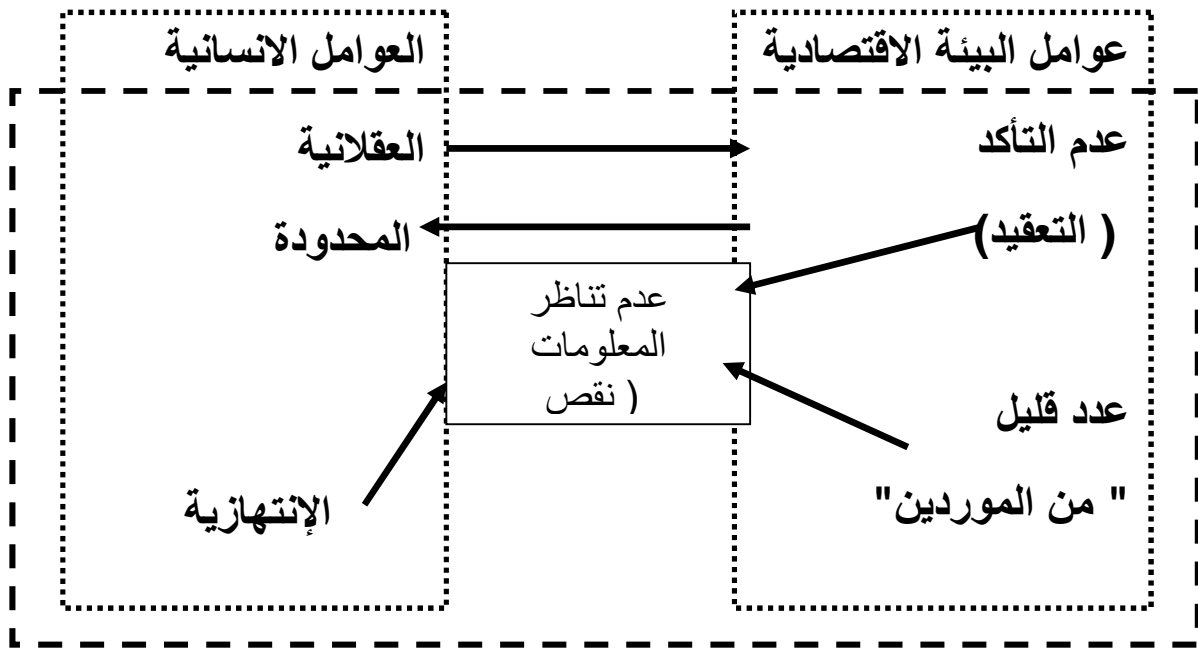 عوامل البيئة الاقتصادية
عدم التأكد
( التعقيد)
عدد قليل
" من الموردين"
العوامل الانسانية
العقلانية
المحدودة
الإنتهازية
عدم تناظر
المعلومات
( نقص